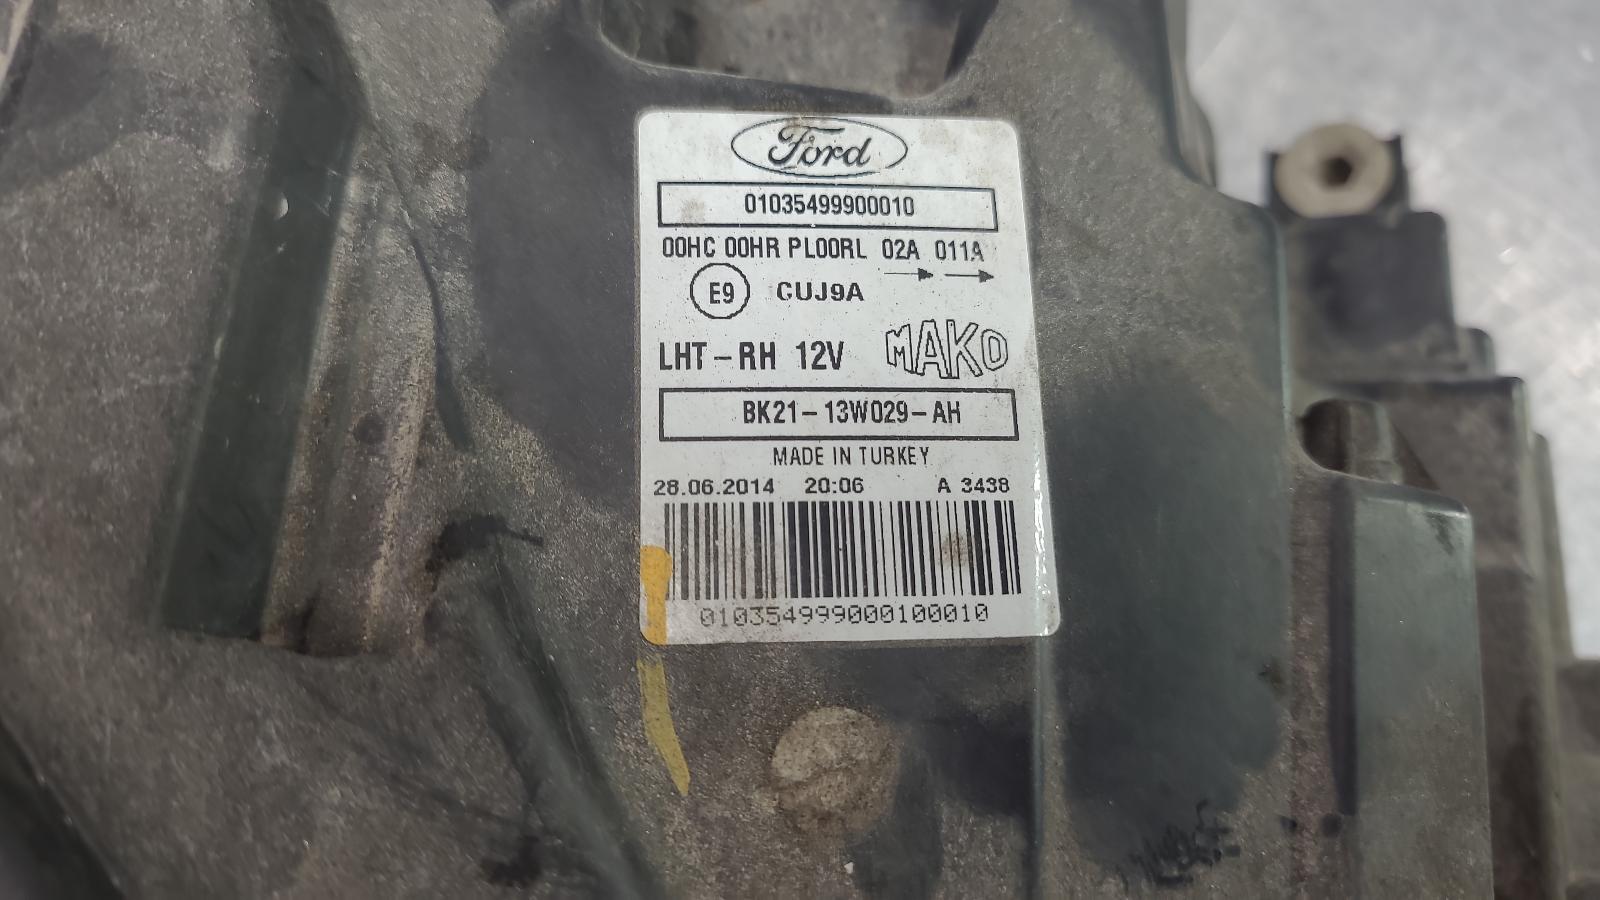 Ford
01035499900010
00HC 00HR PL00RL 02A 011A
E9 CUJ9A
LHT-RH 12V MAKO
BK21-13W029-AH
MADE IN TURKEY
28.06.2014 20:06 A 3438
010354999000100010